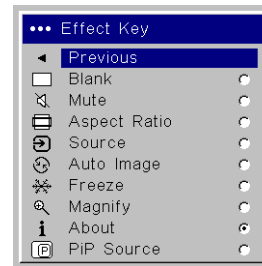 ••• Effect Key
Previous
Blank
Mute
Aspect Ratio
Source
Auto Image
Freeze
Magnify
About
PiP Source